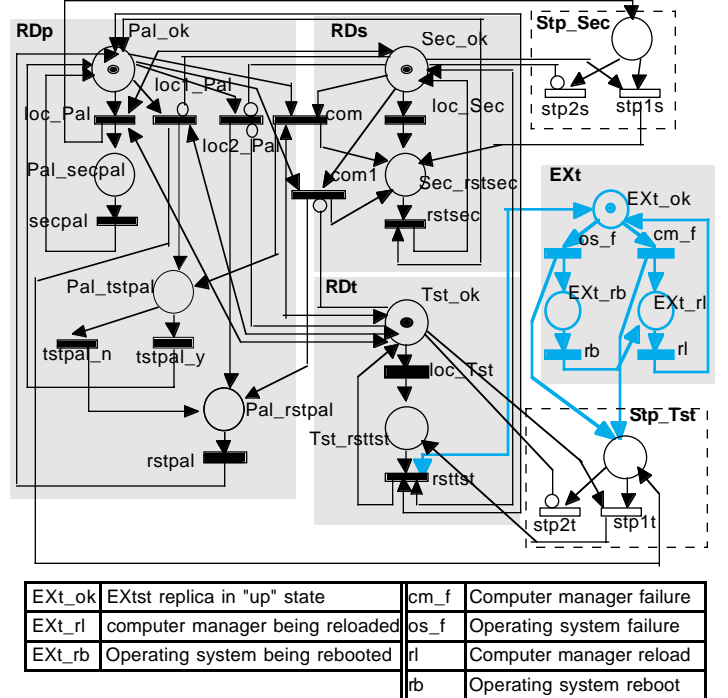 RDp
Pal_ok
RDs
Sec_ok
Stp_Sec
loc_Pal
loc1_Pal
com
loc_Sec
stp2s
stp1s
loc2_Pal
Pal_secpal
com1
Sec_rstsec
EXt
EXt_ok
secpal
rstsec
os_f
cm_f
Pal_tstpal
RDt
Tst_ok
EXt_rb
EXt_rl
tstpal_n
tstpal_y
loc_Tst
rb
rl
Pal_rstpal
Tst_rsttst
Stp_Tst
rstpal
rsttst
stp2t
stp1t
EXt_ok EXtst replica in "up" state cm_f Computer manager failure
EXt_rl computer manager being reloaded os_f Operating system failure
EXt_rb Operating system being rebooted rl Computer manager reload
rb Operating system reboot